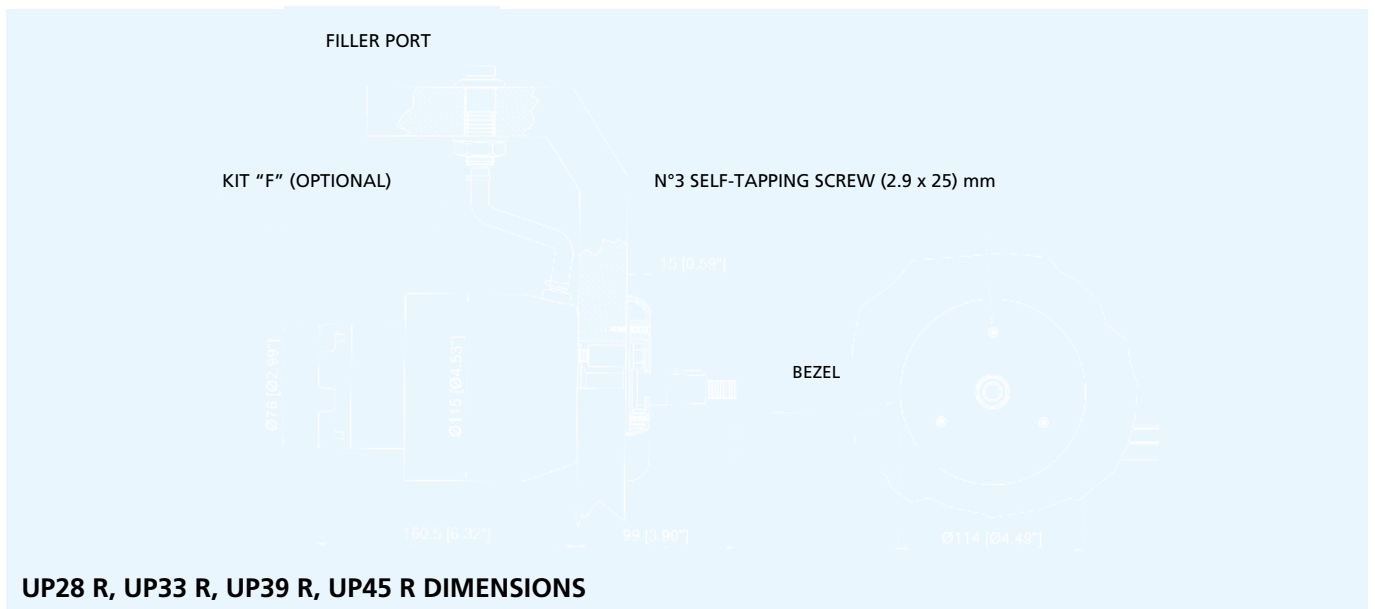 FILLER PORT
KIT “F” (OPTIONAL)
N°3 SELF-TAPPING SCREW (2.9 x 25) mm
15 [0.59"]
Ø76 [Ø2.99"]
Ø115 [Ø4.53"]
BEZEL
160.5 [6.32"]
99 [3.90"]
Ø114 [Ø4.49"]
UP28 R, UP33 R, UP39 R, UP45 R DIMENSIONS